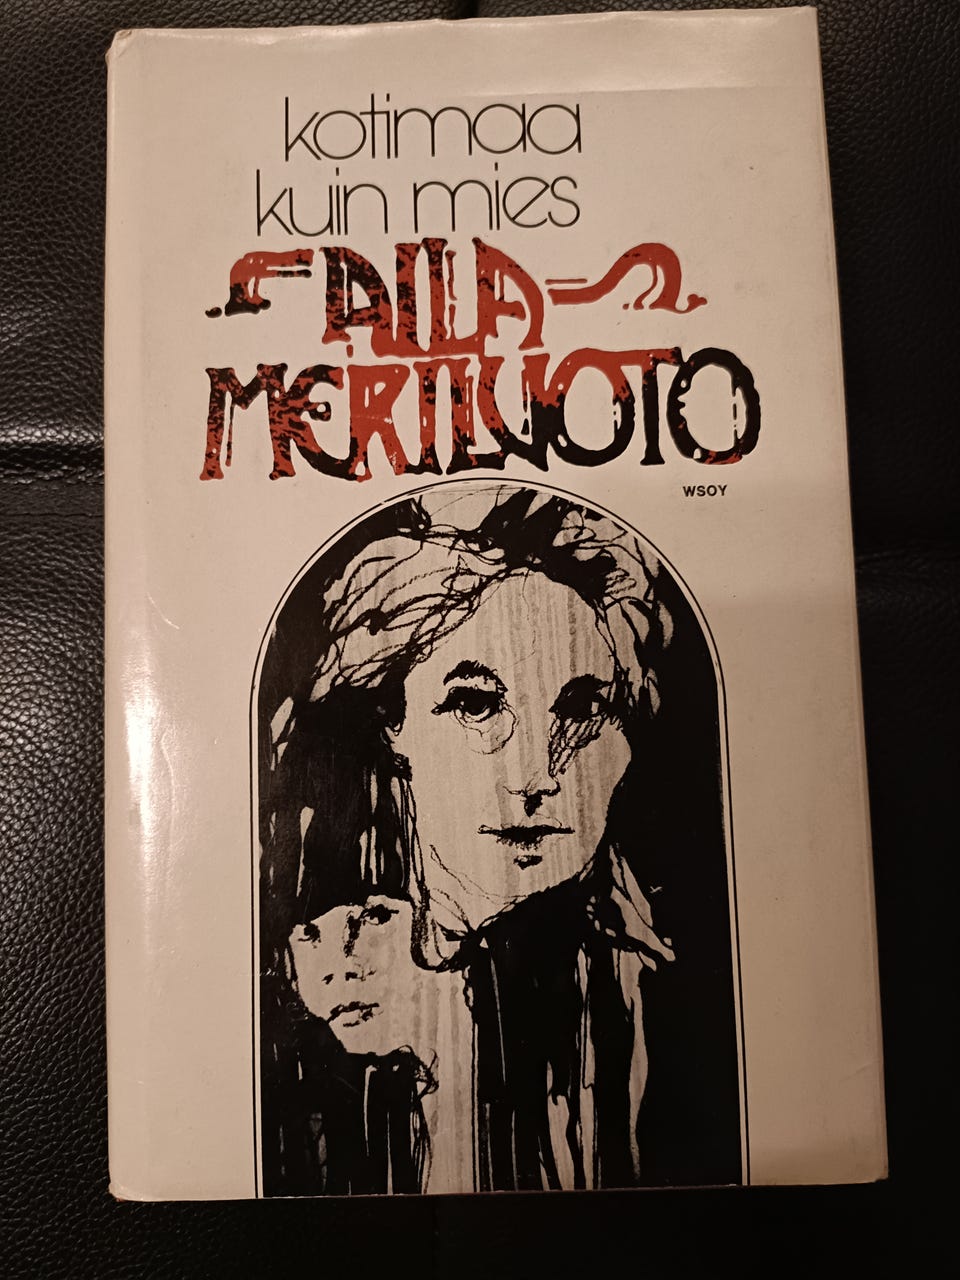 kotimaa
kuin mies
AILA
MERILUOTO
WSOY